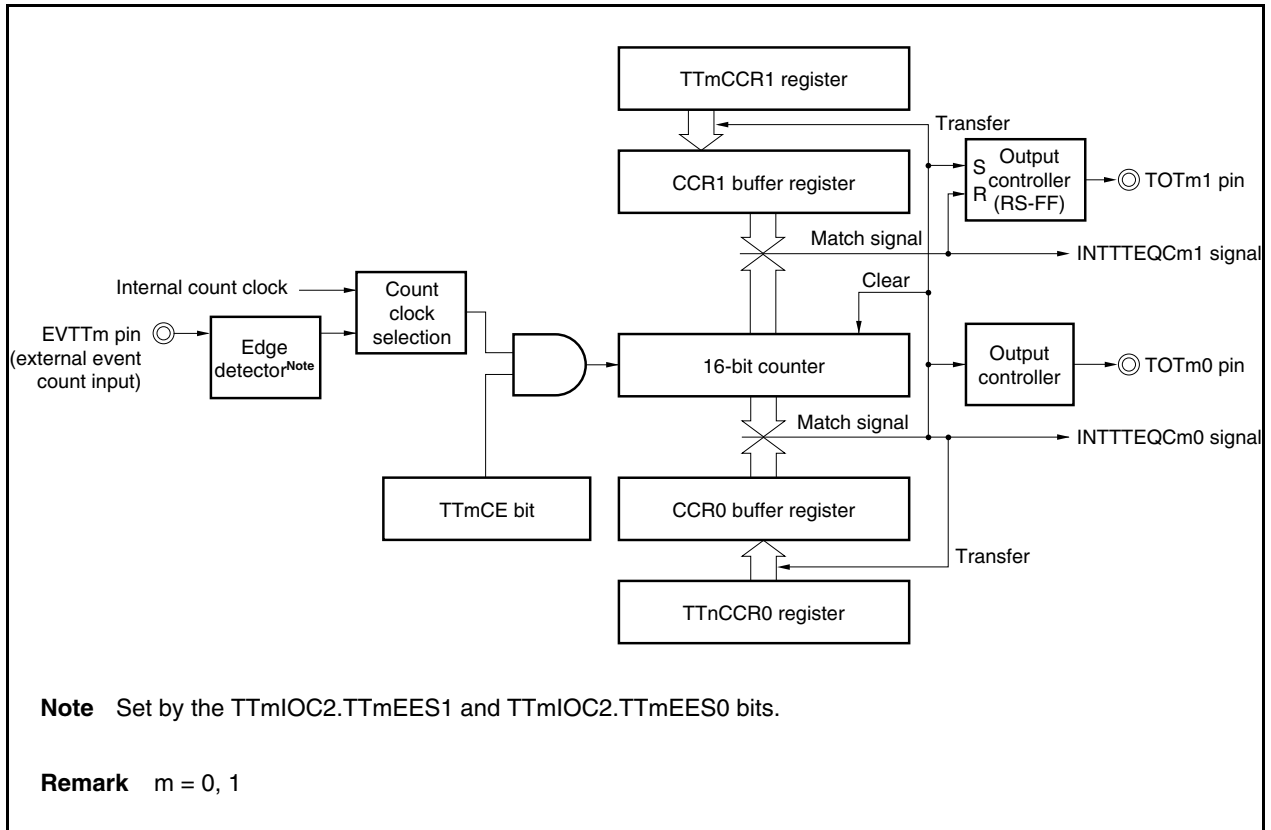 TTmCCR1 register
Transfer
CCR1 buffer register
S
R
Output
controller
(RS-FF)
TOTm1 pin
Match signal
INTTTEQCm1 signal
Internal count clock
Count
clock
selection
Clear
EVTTm pin
(external event
count input)
Edge
detectorNote
16-bit counter
Output
controller
TOTm0 pin
Match signal
INTTTEQCm0 signal
TTmCE bit
CCR0 buffer register
Transfer
TTnCCR0 register
Note Set by the TTmIOC2.TTmEES1 and TTmIOC2.TTmEES0 bits.
Remark m = 0, 1